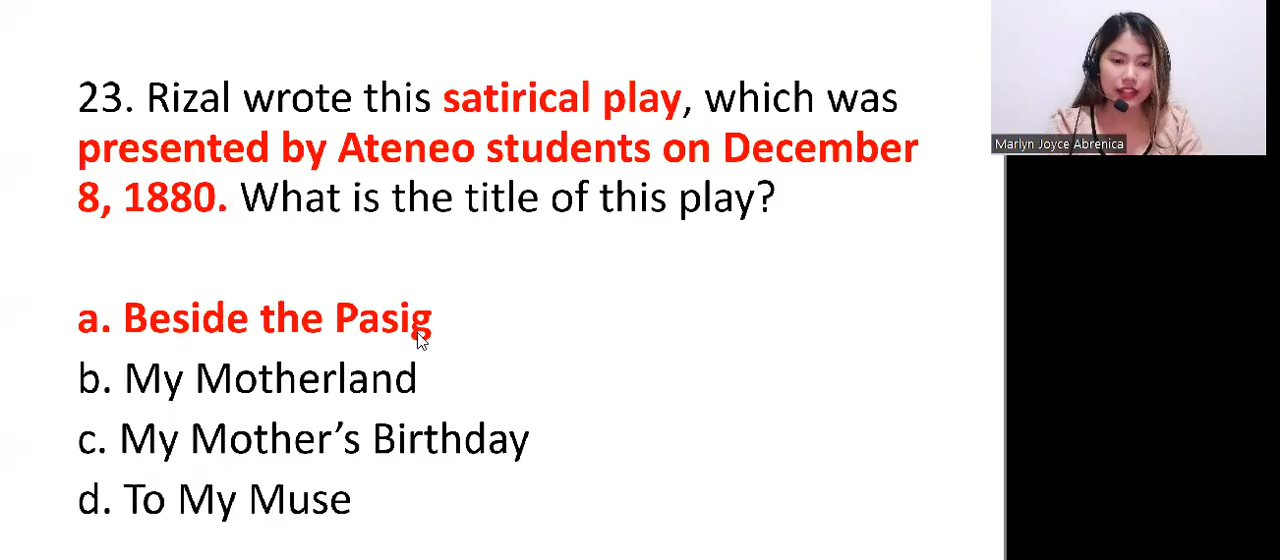 23. Rizal wrote this satirical play, which was
presented by Ateneo students on December
8, 1880. What is the title of this play?
a. Beside the Pasig
b. My Motherland
c. My Mother’s Birthday
d. To My Muse
Marlyn Joyce Abrenica